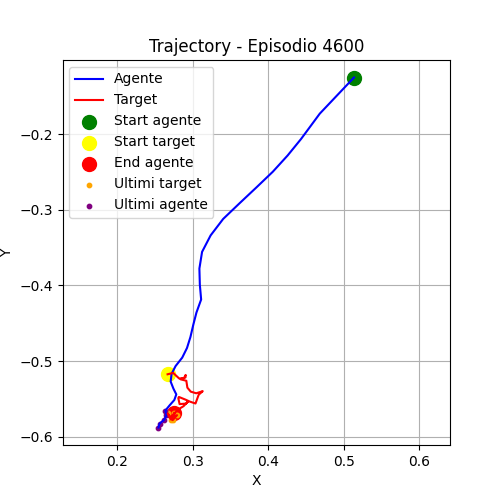 Trajectory - Episodio 4600
Agente
Target
Start agente
Start target
End agente
Ultimi target
Ultimi agente
Y
−0.2
−0.3
−0.4
−0.5
−0.6
0.2 0.3 0.4 0.5 0.6
X